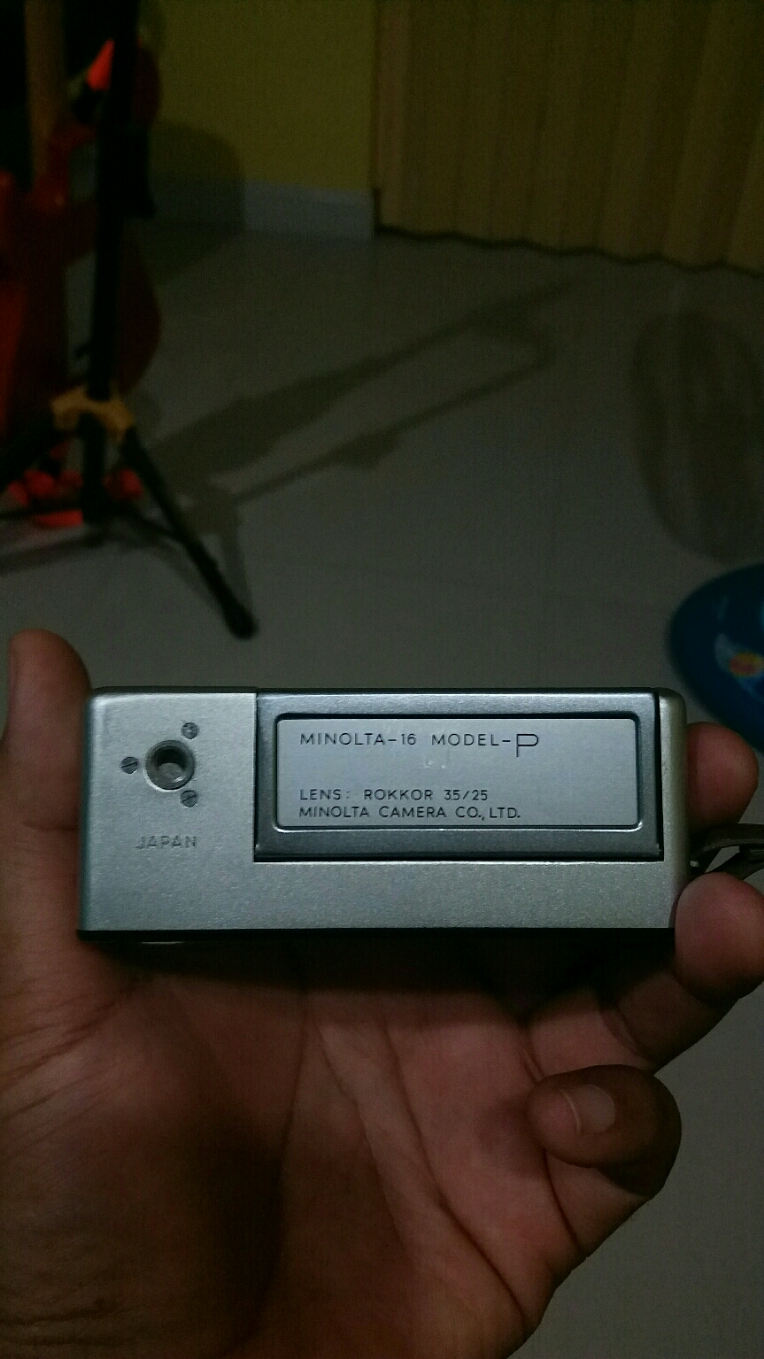 MINOLTA-16 MODEL-P
LENS: ROKKOR 35/25
MINOLTA CAMERA CO., LTD.
JAPAN